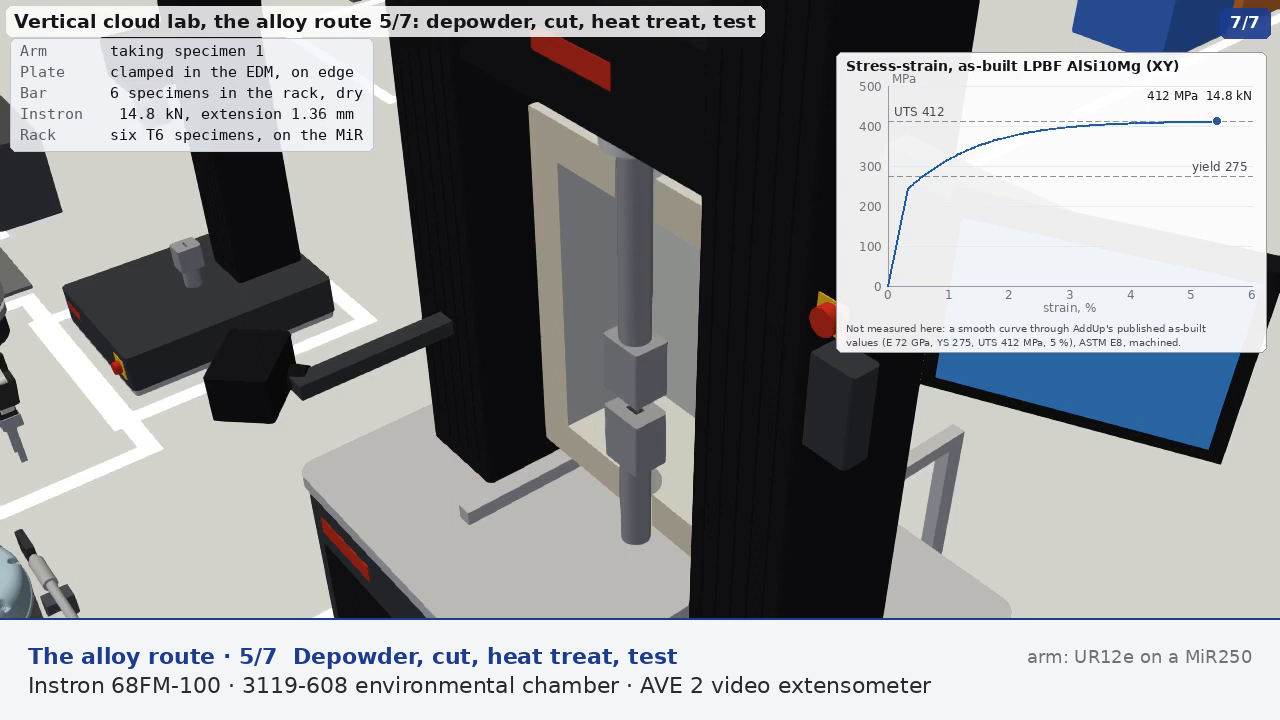 Vertical cloud lab, the alloy route 5/7: depowder, cut, heat treat, test
7/7
Arm taking specimen 1
Plate clamped in the EDM, on edge
Bar 6 specimens in the rack, dry
Instron 14.8 kN, extension 1.36 mm
Rack six T6 specimens, on the MiR
Stress-strain, as-built LPBF AlSi10Mg (XY)
MPa
500
412 MPa 14.8 kN
UTS 412
400
300
yield 275
200
100
0
0 1 2 3 4 5 6
strain, %
Not measured here: a smooth curve through AddUp's published as-built
values (E 72 GPa, YS 275, UTS 412 MPa, 5 %), ASTM E8, machined.
The alloy route · 5/7 Depowder, cut, heat treat, test
arm: UR12e on a MiR250
Instron 68FM-100 · 3119-608 environmental chamber · AVE 2 video extensometer